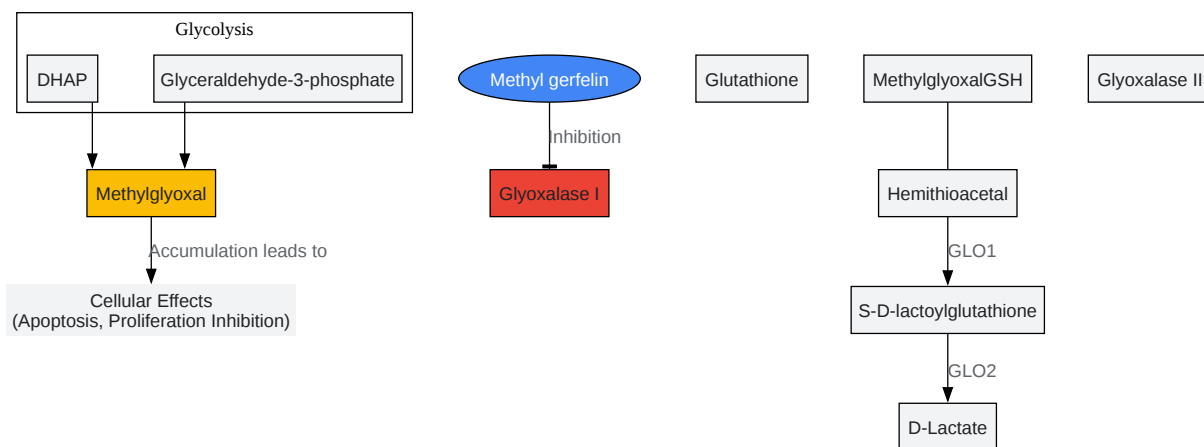 Glycolysis
DHAP
Glyceraldehyde-3-phosphate
Methyl gerfelin
Glutathione
MethylglyoxalGSH
Glyoxalase II
Inhibition
Methylglyoxal
Glyoxalase I
Hemithioacetal
Accumulation leads to
GLO1
Cellular Effects
(Apoptosis, Proliferation Inhibition)
S-D-lactoylglutathione
GLO2
D-Lactate